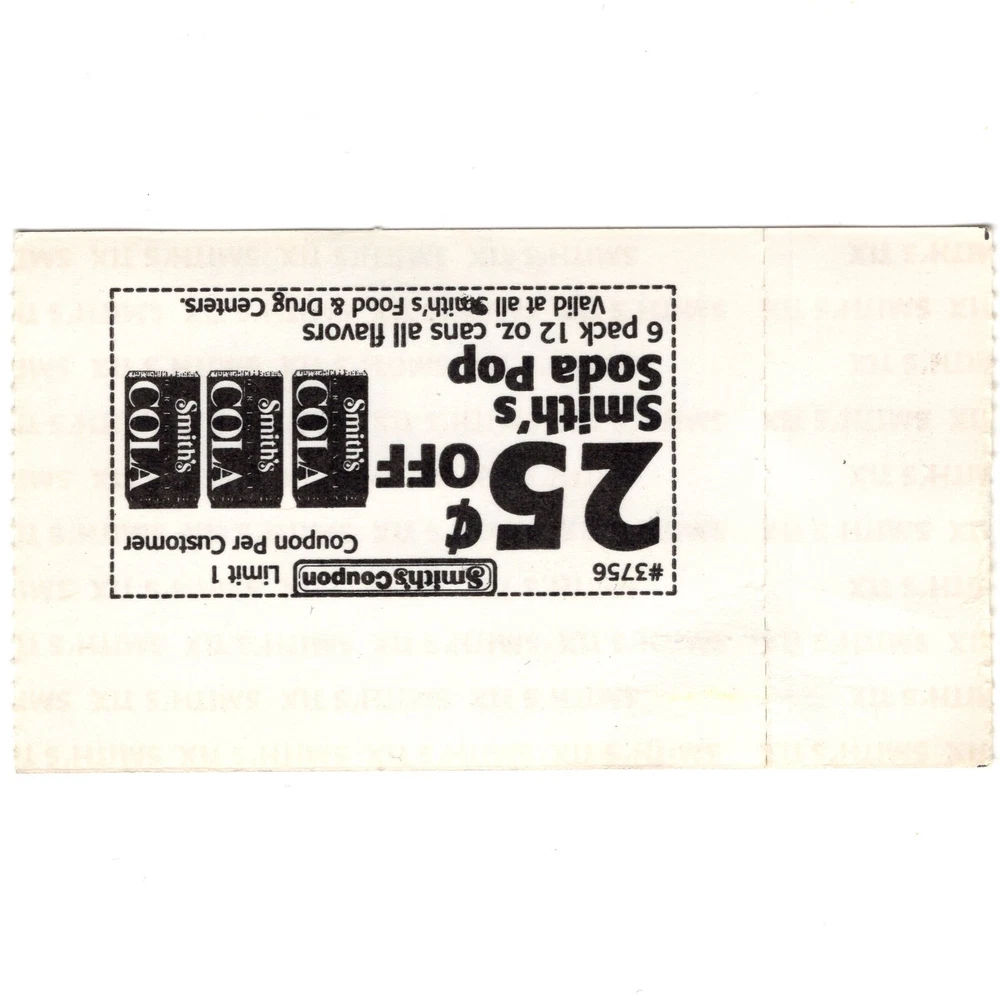 #3756 Smith's Coupon Limit 1
Coupon Per Customer
25¢ OFF
Smith's
Soda Pop
6 pack 12 oz. cans all flavors
Valid at all Smith's Food & Drug Centers.
Smith's
COLA
Smith's
COLA
Smith's
COLA